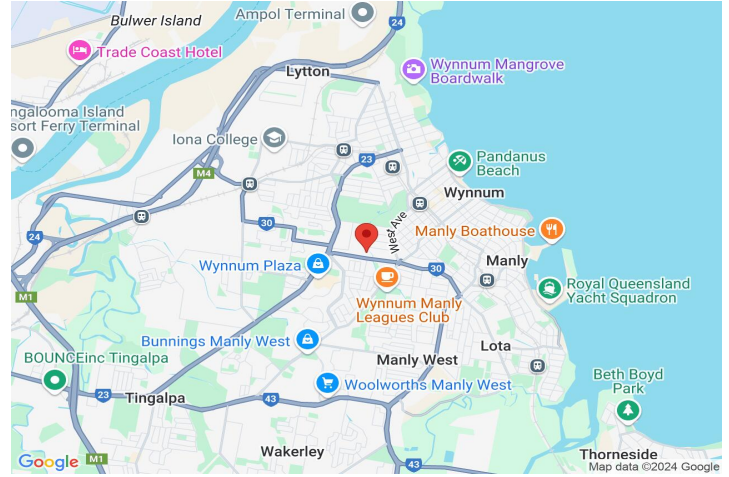 Ampol Terminal
Bulwer Island
24
Trade Coast Hotel
Lytton
Wynnum Mangrove
Boardwalk
ngalooma Island
sort Ferry Terminal
Iona College
23
Pandanus
Beach
M4
Wynnum
30
West Ave
Manly Boathouse
24
Wynnum Plaza
30
Manly
M1
Royal Queensland
Yacht Squadron
Wynnum Manly
Leagues Club
Bunnings Manly West
Lota
BOUNCEinc Tingalpa
Manly West
Woolworths Manly West
Beth Boyd
Park
23
Tingalpa
43
Wakerley
Thorneside
Google
M1
43
Map data ©2024 Google